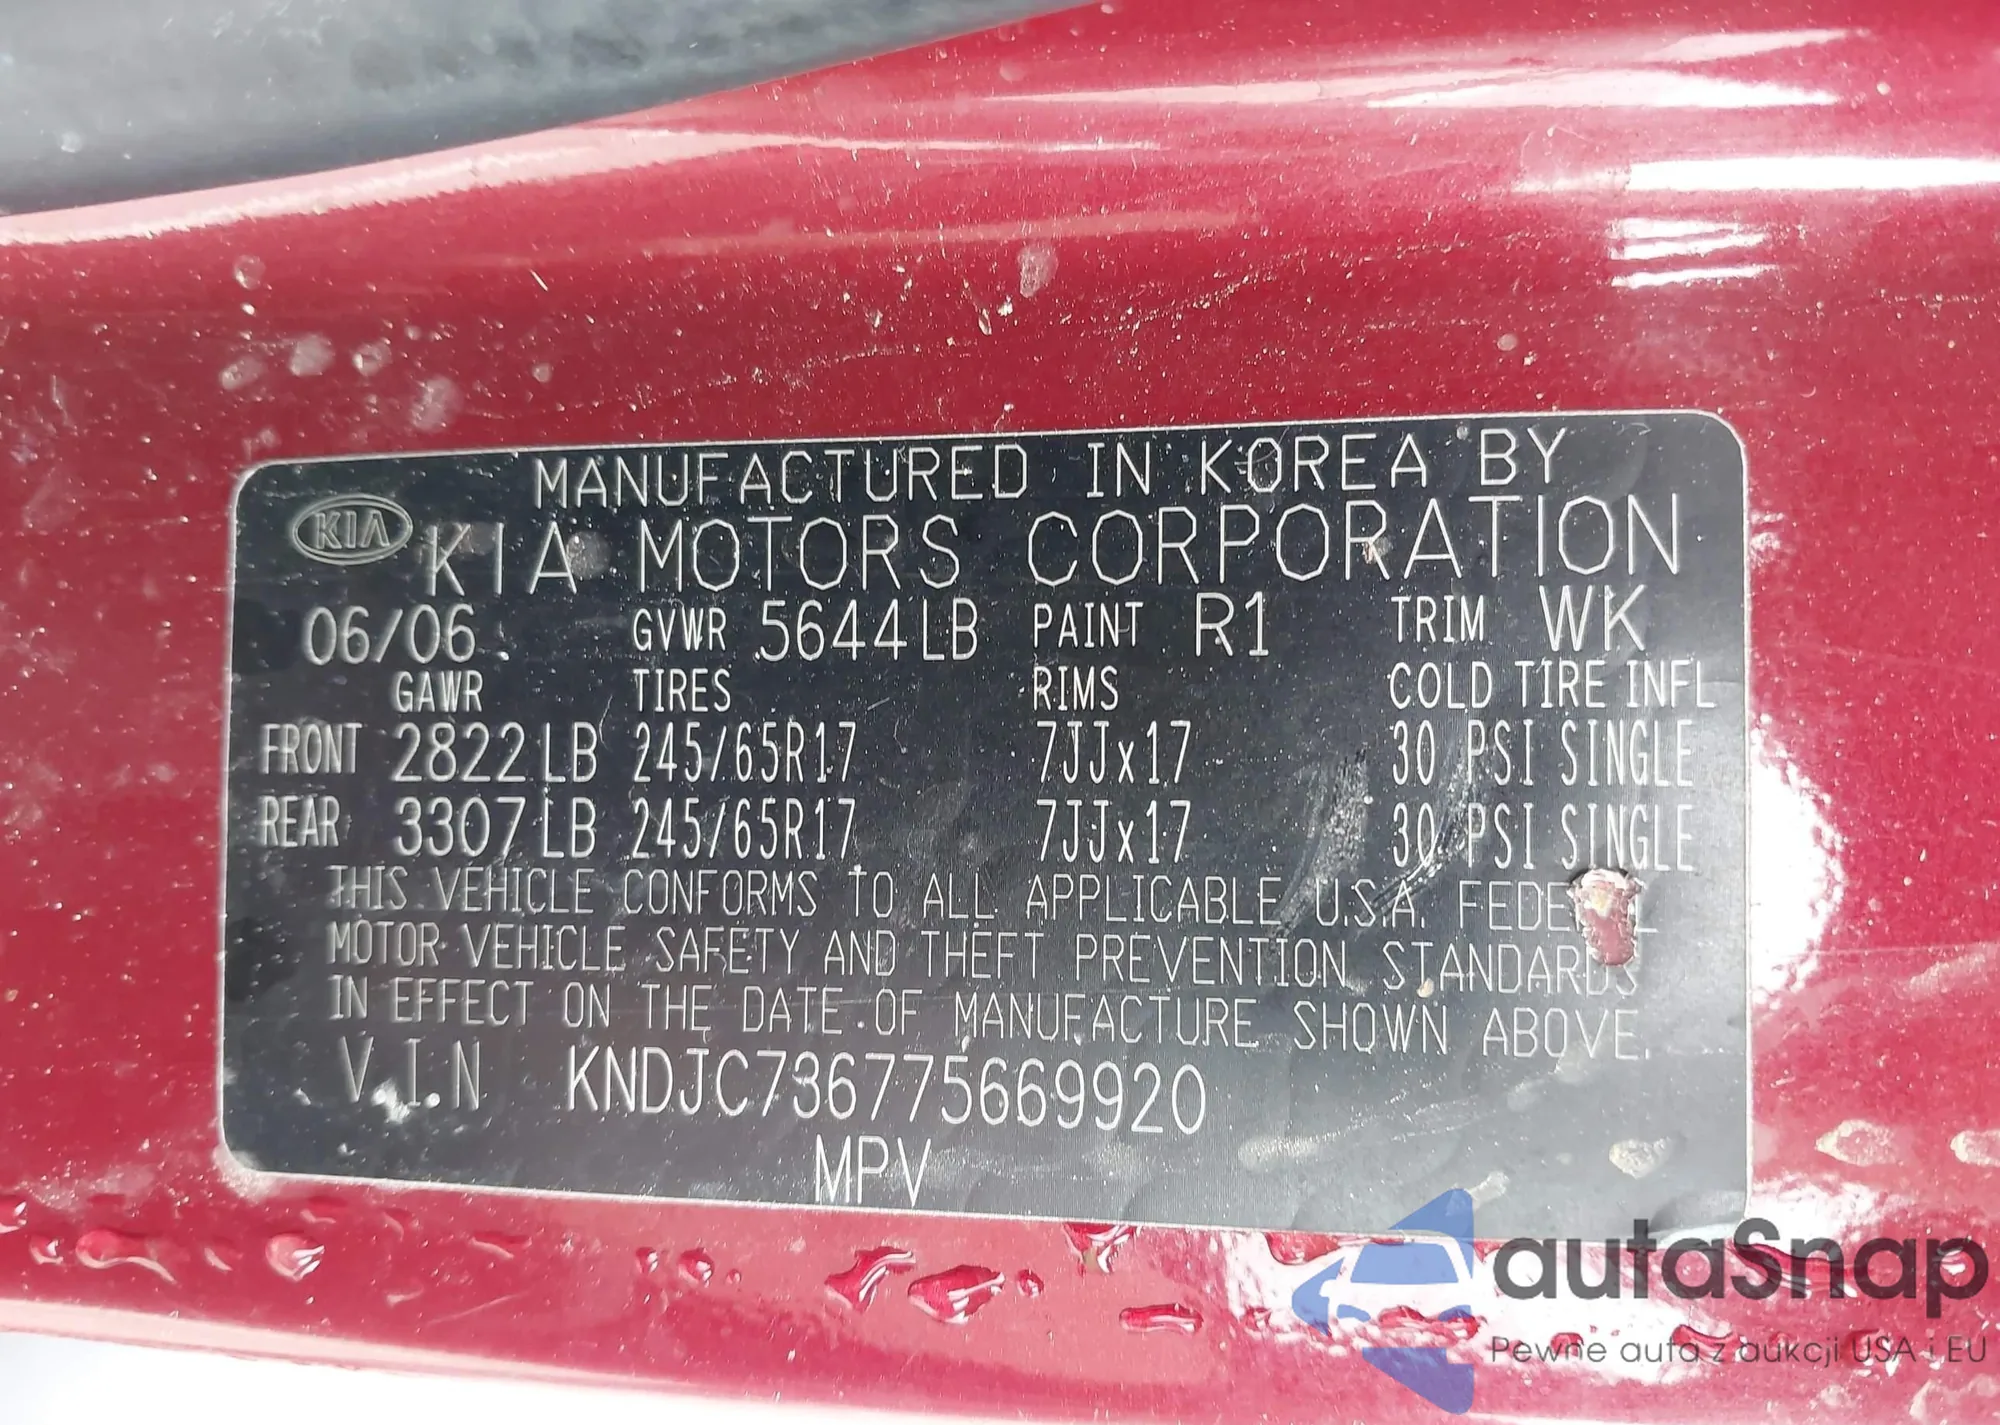 MANUFACTURED IN KOREA BY
KIA KIA MOTORS CORPORATION
06/06 GVWR 5644LB PAINT R1 TRIM WK
GAWR TIRES RIMS COLD TIRE INFL
FRONT 2822LB 245/65R17 7JJx17 30 PSI SINGLE
REAR 3307LB 245/65R17 7JJx17 30 PSI SINGLE
THIS VEHICLE CONFORMS TO ALL APPLICABLE U.S.A. FEDERAL
MOTOR VEHICLE SAFETY AND THEFT PREVENTION STANDARDS
IN EFFECT ON THE DATE OF MANUFACTURE SHOWN ABOVE.
V.I.N KNDJC736775669920
MPV
autaSnap
Pewne auta z aukcji USA i EU